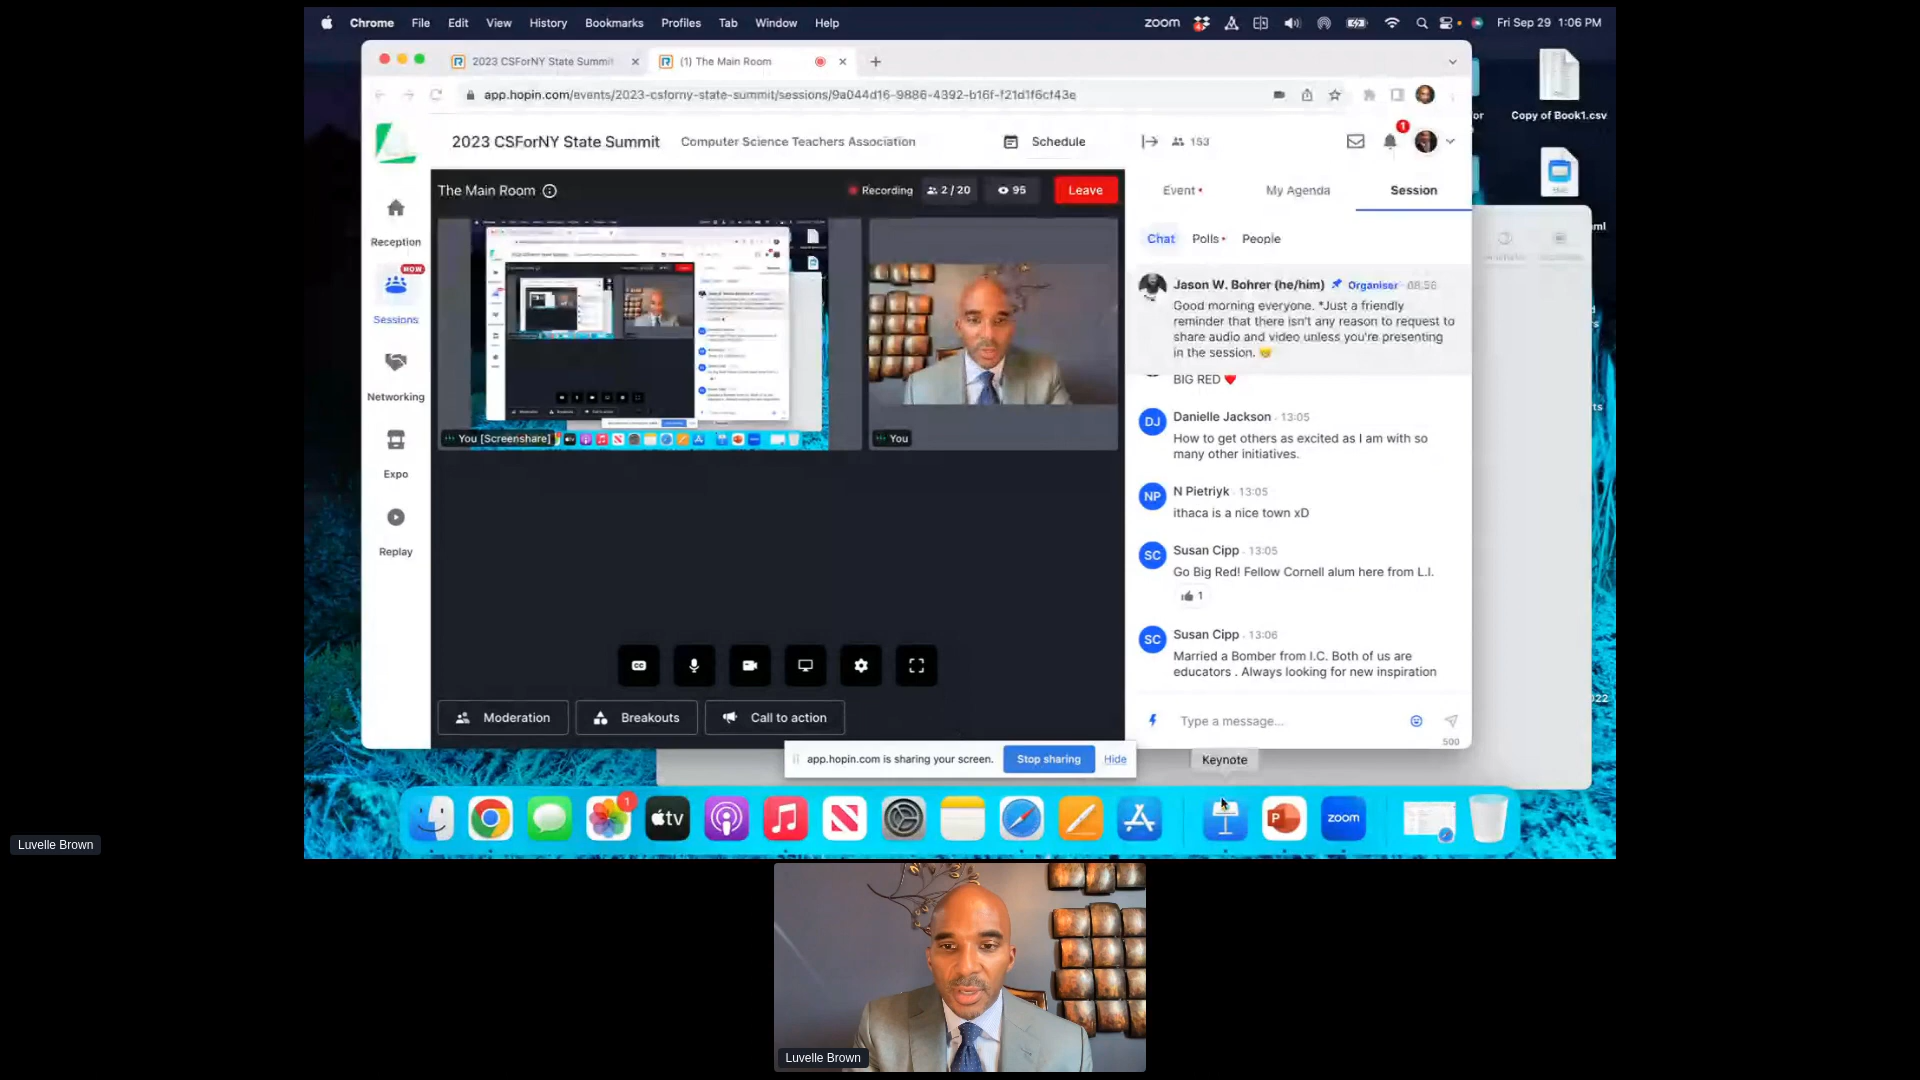 Chrome File Edit View History Bookmarks Profiles Tab Window Help
zoom
Fri Sep 29 1:06 PM
2023 CSForNY State Summit
(1) The Main Room
app.hopin.com/events/2023-csforny-state-summit/sessions/9a044d16-9886-4392-b16f-f21d1f6cf43e
Copy of Book1.csv
2023 CSForNY State Summit
Computer Science Teachers Association
Schedule
153
1
The Main Room
Recording
2 / 20
95
Leave
Event
My Agenda
Session
Reception
NOW
Sessions
Networking
Expo
Replay
Chat
Polls
People
Jason W. Bohrer (he/him) Organiser 08:56
Good morning everyone. *Just a friendly
reminder that there isn't any reason to request to
share audio and video unless you're presenting
in the session.
BIG RED
Danielle Jackson 13:05
DJ
How to get others as excited as I am with so
many other initiatives.
N Pietriyk 13:05
NP
ithaca is a nice town xD
Susan Cipp 13:05
SC
Go Big Red! Fellow Cornell alum here from L.I.
1
Susan Cipp 13:06
SC
Married a Bomber from I.C. Both of us are
educators . Always looking for new inspiration
You [Screenshare]
You
CC
Moderation
Breakouts
Call to action
Type a message...
500
app.hopin.com is sharing your screen.
Stop sharing
Hide
Keynote
1
tv
P
zoom
Luvelle Brown
Luvelle Brown